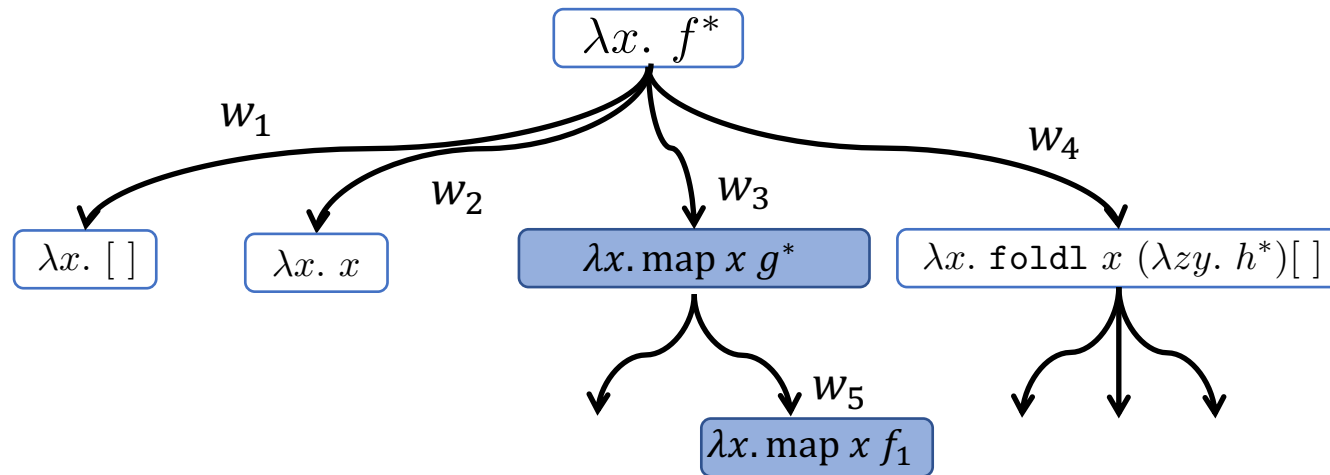 λx. f*
w₁
w₂
w₃
w₄
λx. [ ]
λx. x
λx. map x g*
λx. foldl x (λzy. h*)[ ]
w₅
λx. map x f₁